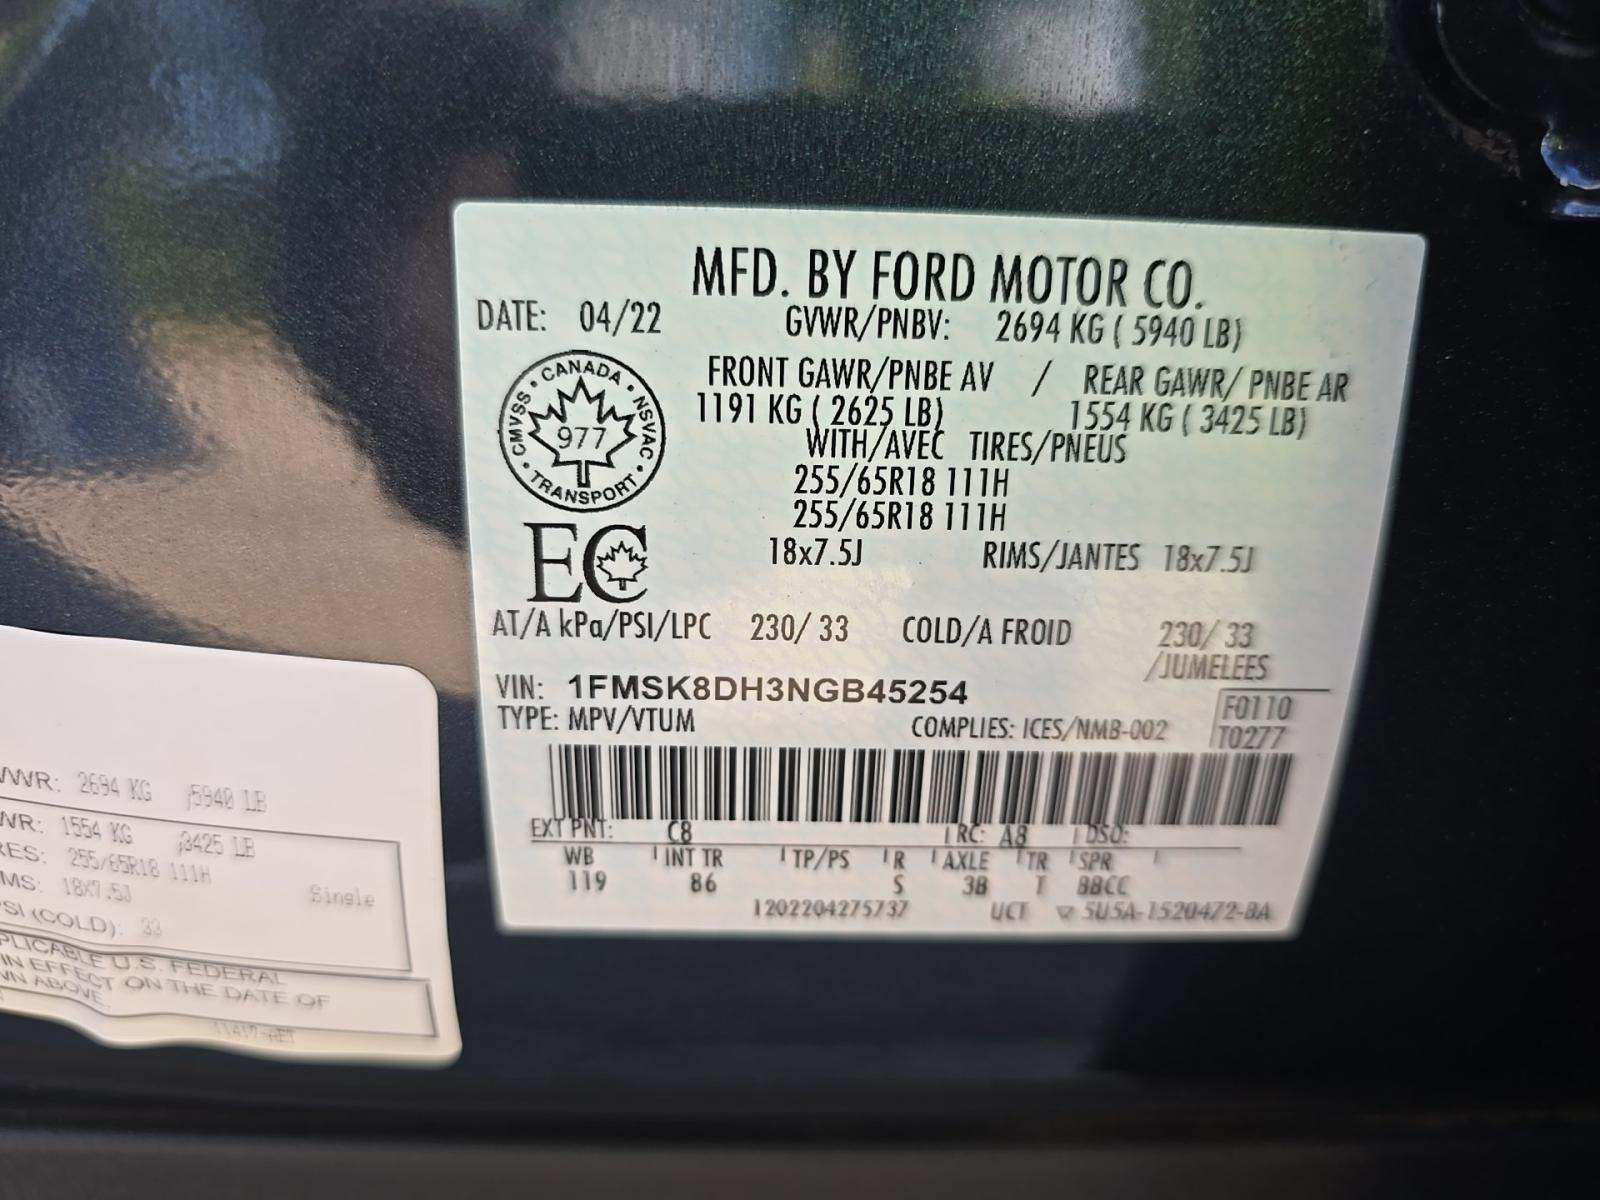 MFD. BY FORD MOTOR CO.
DATE: 04/22 GVWR/PNBV: 2694 KG ( 5940 LB)
FRONT GAWR/PNBE AV / REAR GAWR/ PNBE AR
1191 KG ( 2625 LB) 1554 KG ( 3425 LB)
WITH/AVEC TIRES/PNEUS
255/65R18 111H
255/65R18 111H
18x7.5J RIMS/JANTES 18x7.5J
CANADA
CMVSS 977 NSVAC
TRANSPORT
EC
AT/A kPa/PSI/LPC 230/ 33 COLD/A FROID 230/ 33
/JUMELEES
VIN: 1FMSK8DH3NGB45254
TYPE: MPV/VTUM COMPLIES: ICES/NMB-002
F0110
T0277
EXT PNT: C8 RC: A8 DSO:
WB INT TR TP/PS R AXLE TR SPR
119 86 S 3B T BBCC
1202204275737 UCT 5U5A-1520472-BA
WR: 2694 KG /5940 LB
WR: 1554 KG /3425 LB
RES: 255/65R18 111H
MS: 18X7.5J Single
SI (COLD): 33
PLICABLE U.S. FEDERAL
IN EFFECT ON THE DATE OF
WN ABOVE.